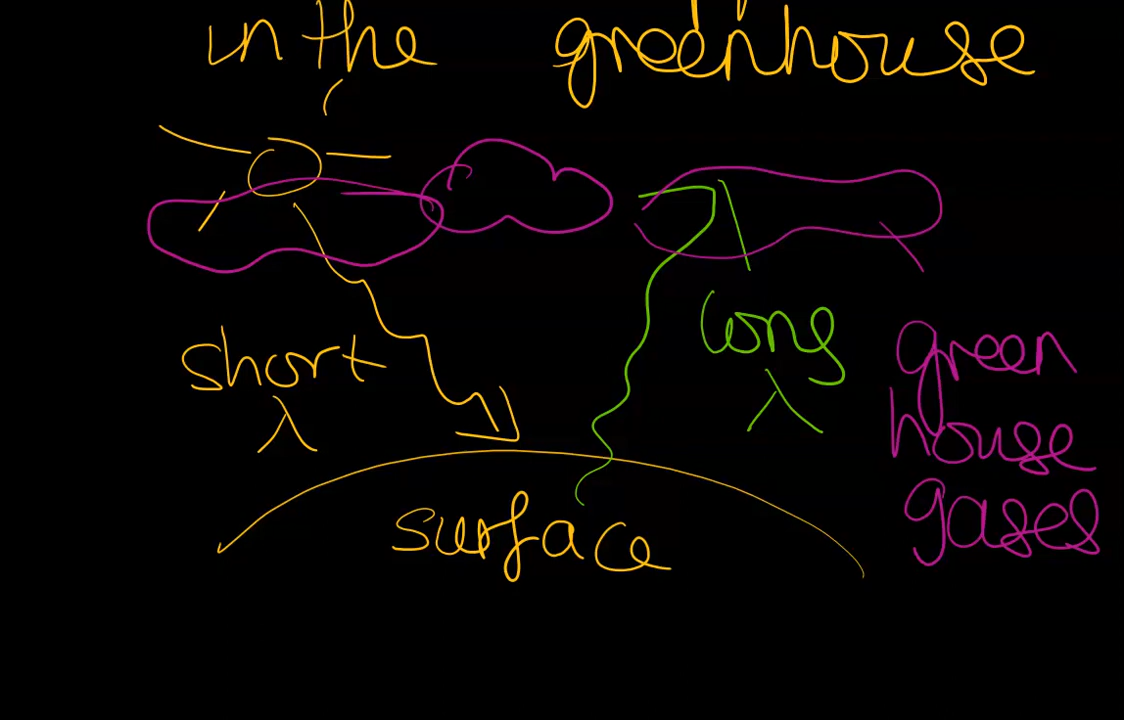 in the greenhouse
short
λ
long
λ
green
house
gases
surface